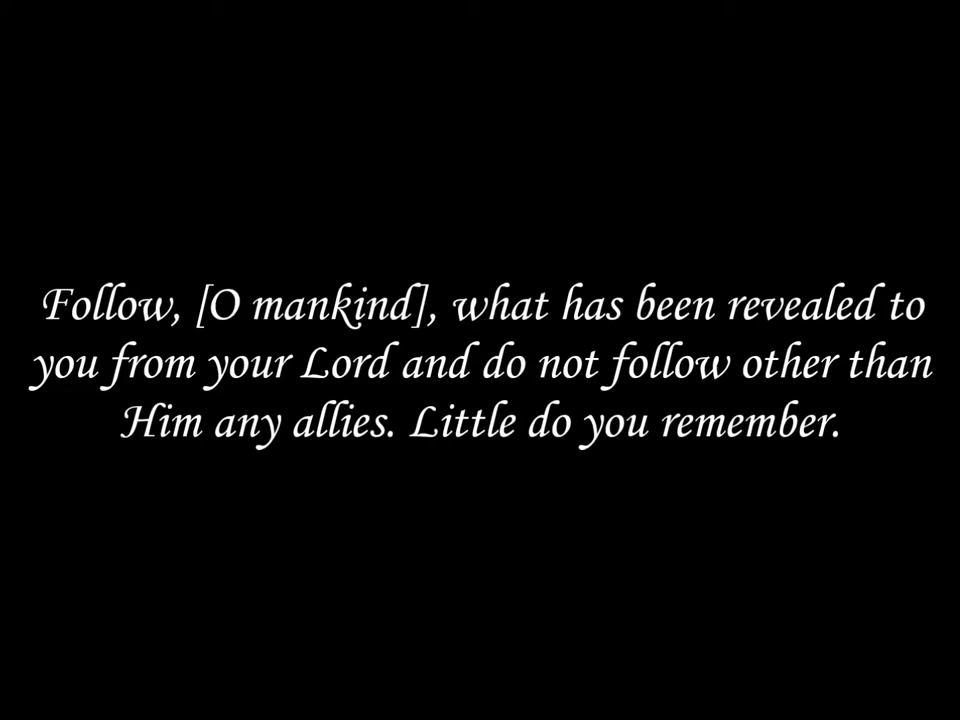 Follow, [O mankind], what has been revealed to
you from your Lord and do not follow other than
Him any allies. Little do you remember.